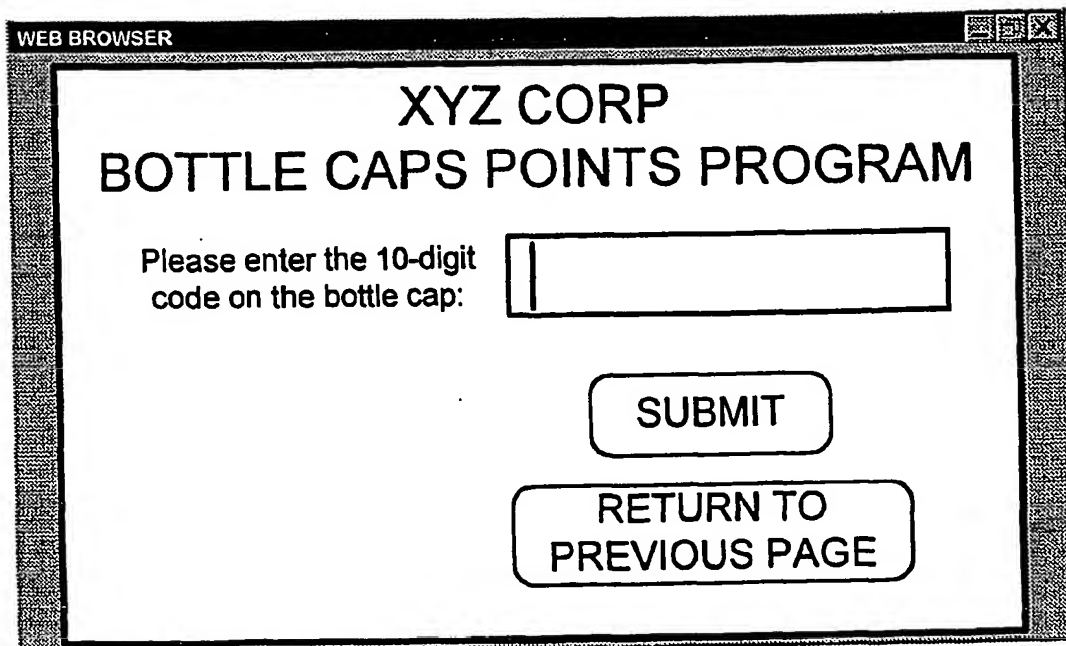 WEB BROWSER
XYZ CORP
BOTTLE CAPS POINTS PROGRAM
Please enter the 10-digit
code on the bottle cap:
SUBMIT
RETURN TO
PREVIOUS PAGE